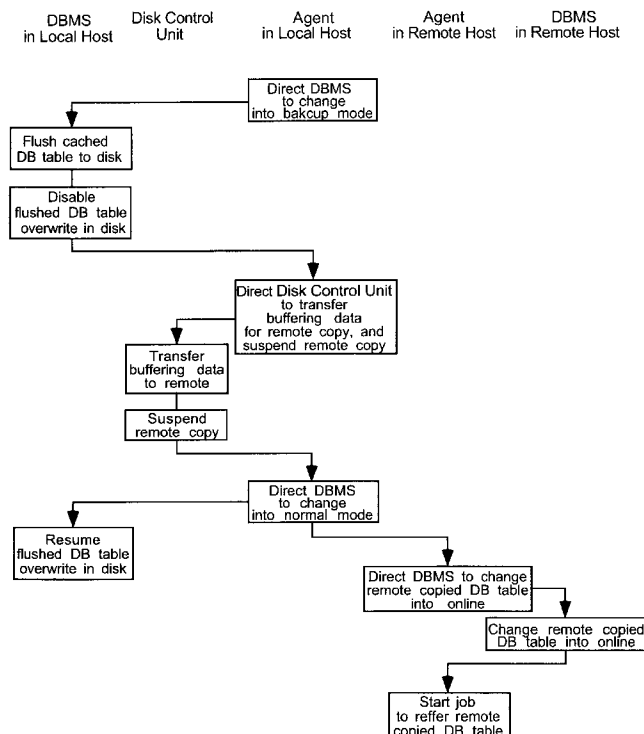 DBMS
in Local Host
Disk Control
Unit
Agent
in Local Host
Agent
in Remote Host
DBMS
in Remote Host
Direct DBMS
to change
into bakcup mode
Flush cached
DB table to disk
Disable
flushed DB table
overwrite in disk
Direct Disk Control Unit
to transfer
buffering data
for remote copy, and
suspend remote copy
Transfer
buffering data
to remote
Suspend
remote copy
Direct DBMS
to change
into normal mode
Resume
flushed DB table
overwrite in disk
Direct DBMS to change
remote copied DB table
into online
Change remote copied
DB table into online
Start job
to reffer remote
copied DB table